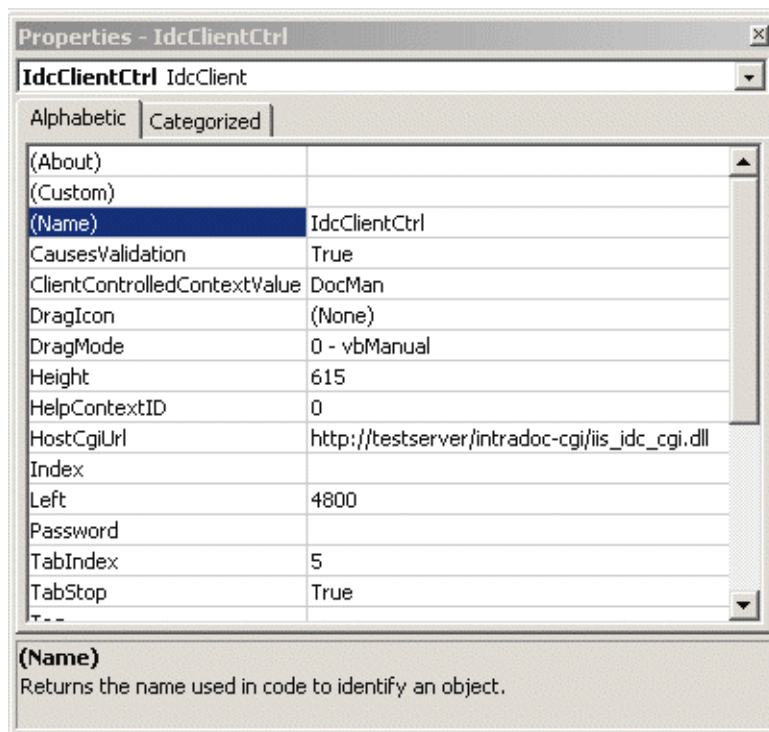 Properties - IdcClientCtrl
IdcClientCtrl IdcClient
Alphabetic Categorized
(About)
(Custom)
(Name) IdcClientCtrl
CausesValidation True
ClientControlledContextValue DocMan
DragIcon (None)
DragMode 0 - vbManual
Height 615
HelpContextID 0
HostCgiUrl http://testserver/intradoc-cgi/iis_idc_cgi.dll
Index
Left 4800
Password
TabIndex 5
TabStop True
(Name)
Returns the name used in code to identify an object.